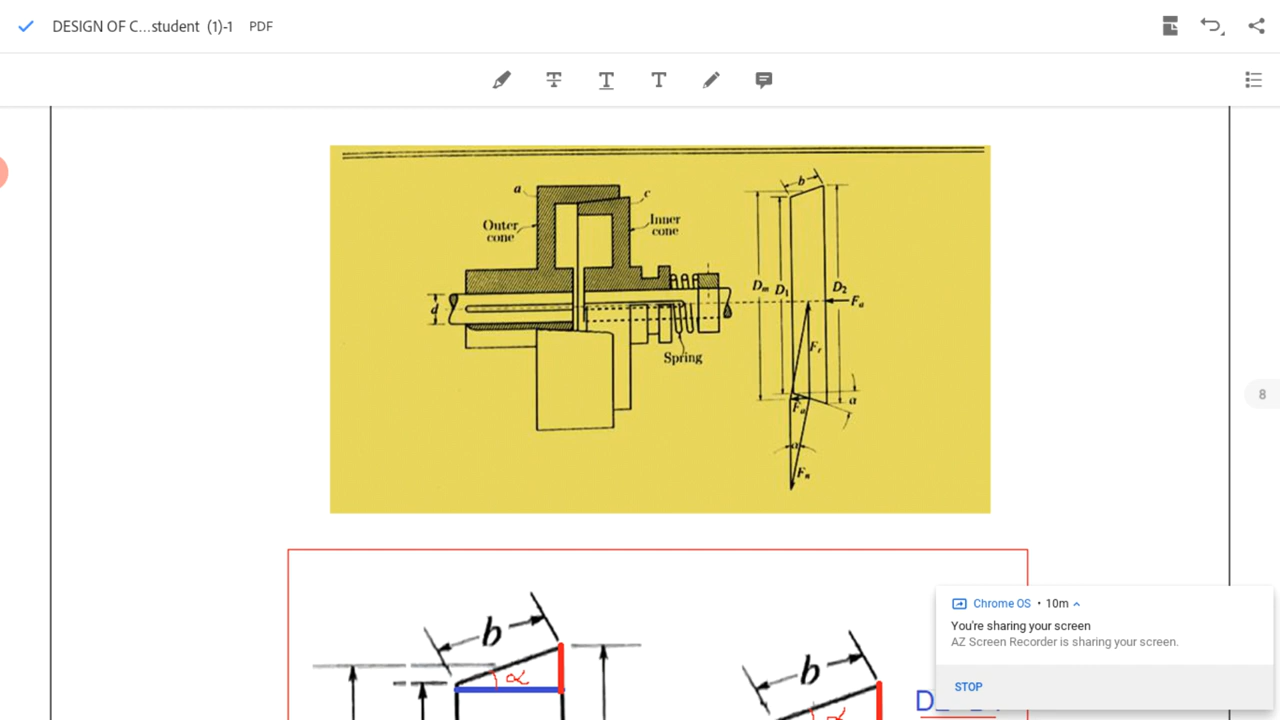 DESIGN OF C...student (1)-1 PDF
b
a
c
Outer
cone
Inner
cone
d
Dm D1 D2
Fa
Fr
Spring
Fa
α
α
Fn
8
b
α
b
α
Chrome OS • 10m
You're sharing your screen
AZ Screen Recorder is sharing your screen.
STOP